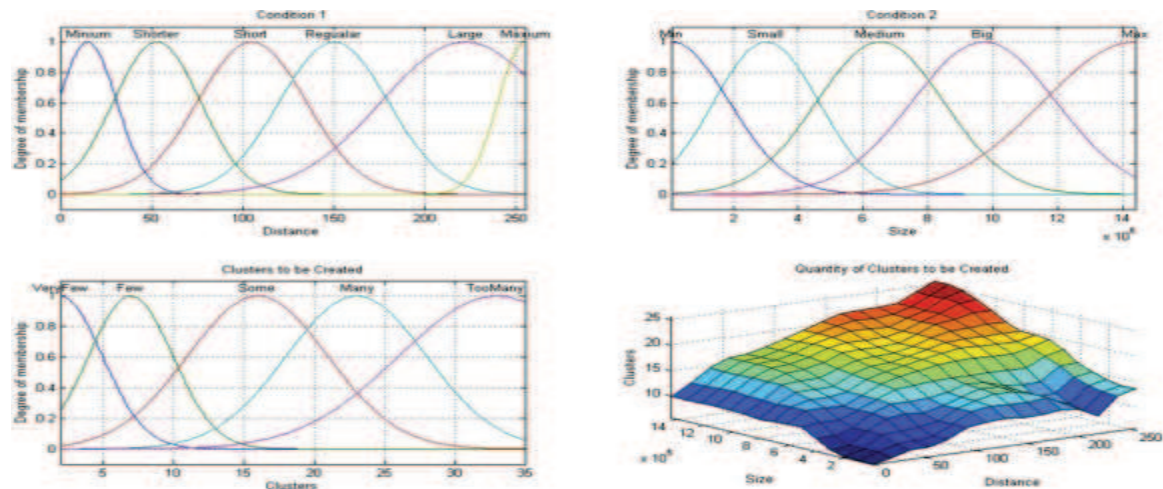 Condition 1
Minium Shorter Short Regualar Large Maxium
Degree of membership
1
0.8
0.6
0.4
0.2
0
0 50 100 150 200 250
Distance
Condition 2
Min Small Medium Big Max
Degree of membership
1
0.8
0.6
0.4
0.2
0
2 4 6 8 10 12 14
Size
Clusters to be Created
VeryFew Few Some Many TooMany
Degree of membership
1
0.8
0.6
0.4
0.2
0
5 10 15 20 25 30 35
Clusters
Quantity of Clusters to be Created
Clusters
25
20
15
10
14 12 10 8 6 4 2
Size
0 50 100 150 200 250
Distance